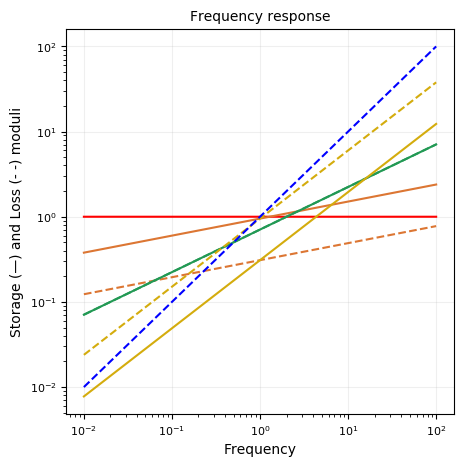 Frequency response
Storage (—) and Loss (- -) moduli
10²
10¹
10⁰
10⁻¹
10⁻²
10⁻² 10⁻¹ 10⁰ 10¹ 10²
Frequency